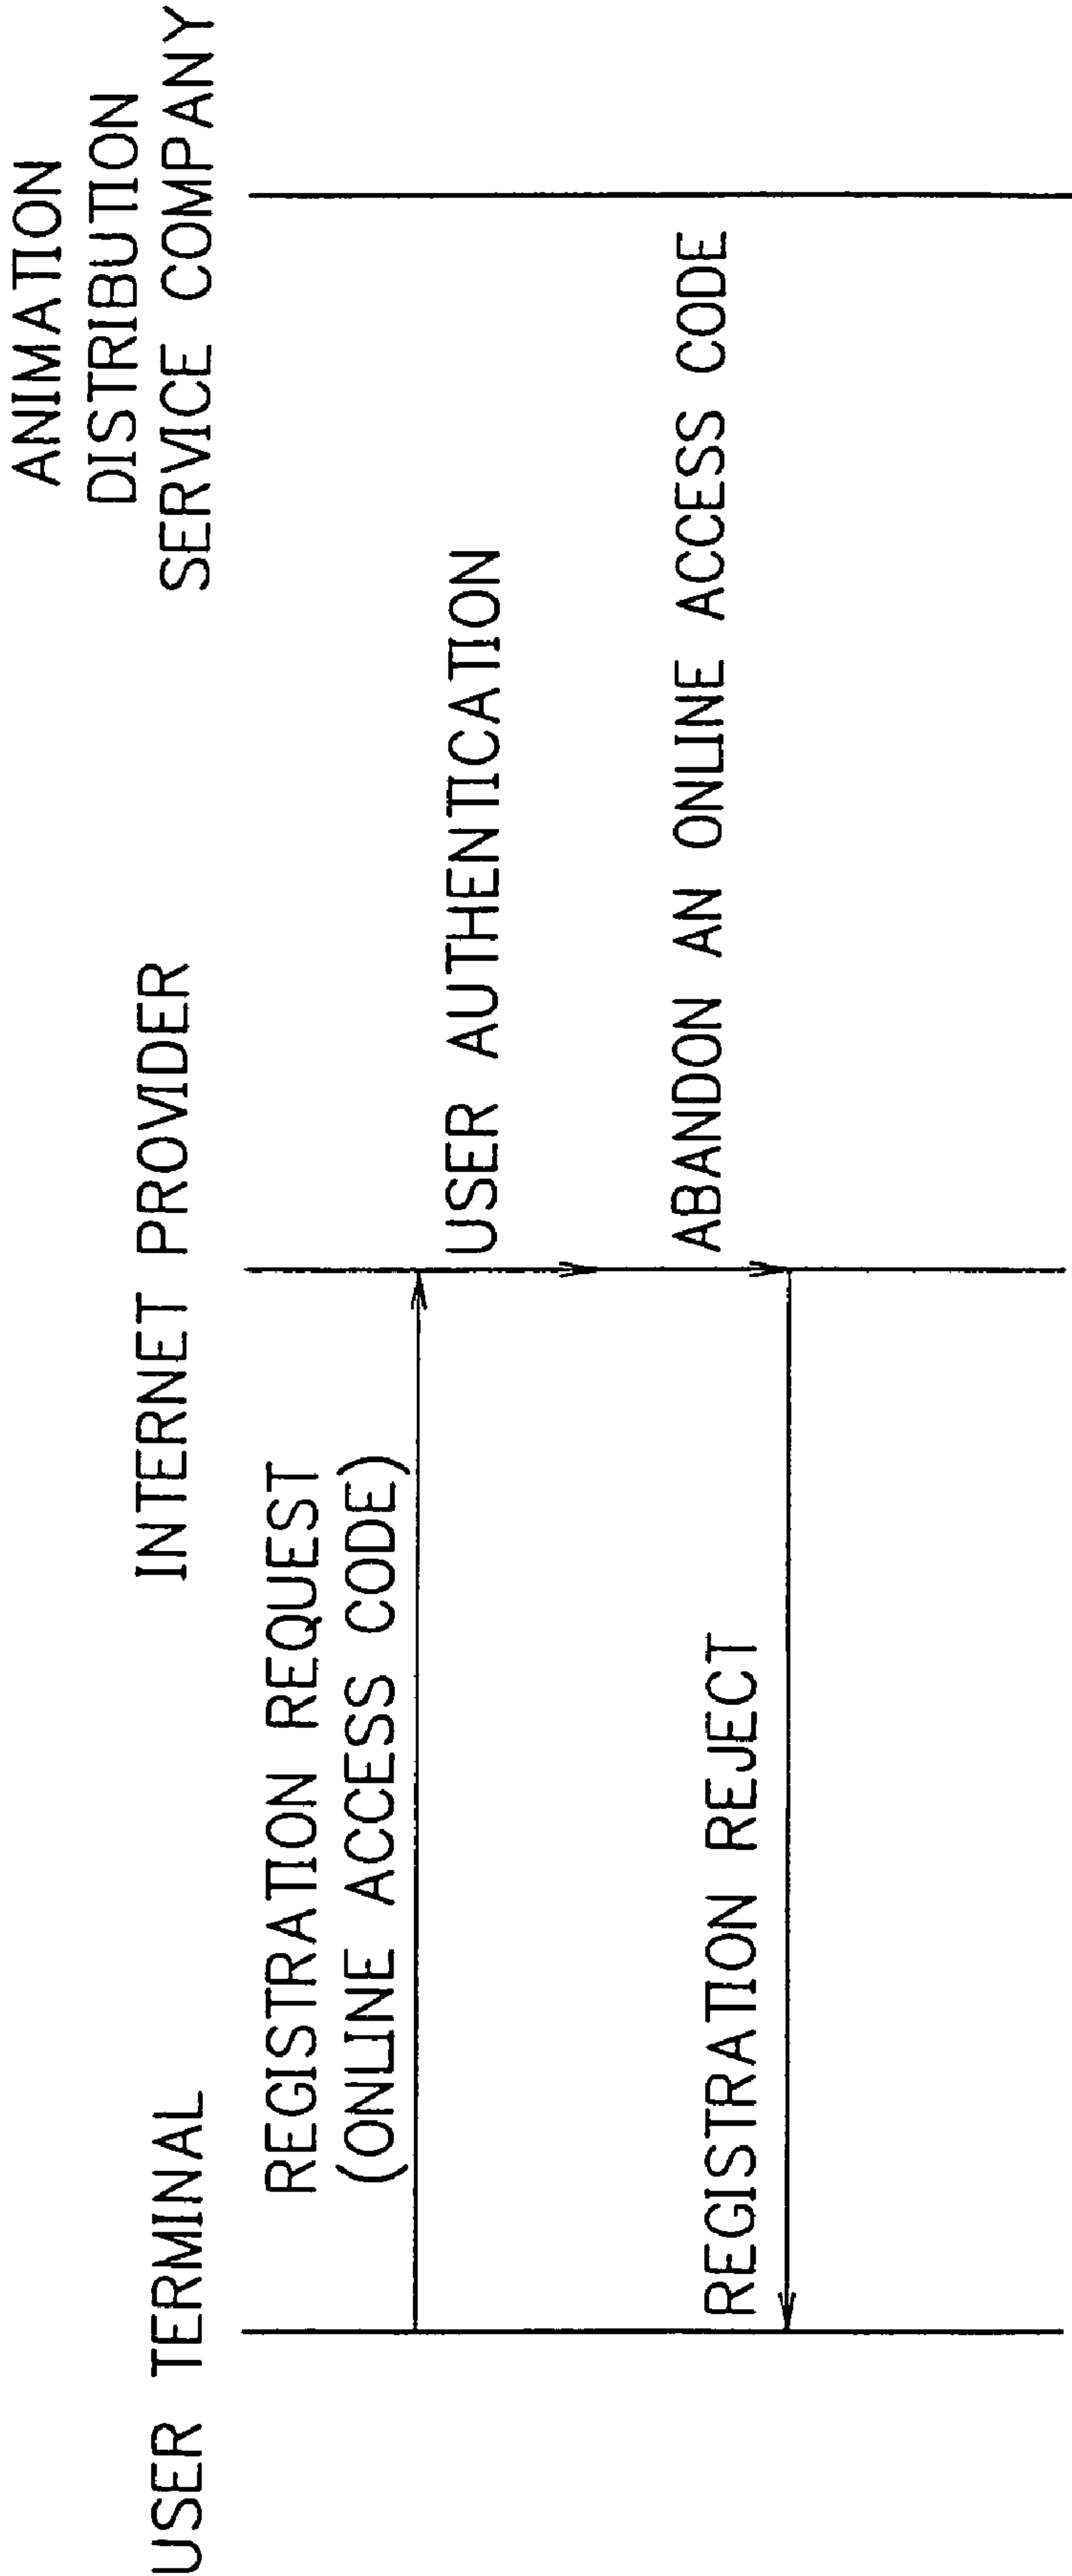 USER TERMINAL
INTERNET PROVIDER
ANIMATION
DISTRIBUTION
SERVICE COMPANY
REGISTRATION REQUEST
(ONLINE ACCESS CODE)
USER AUTHENTICATION
ABANDON AN ONLINE ACCESS CODE
REGISTRATION REJECT